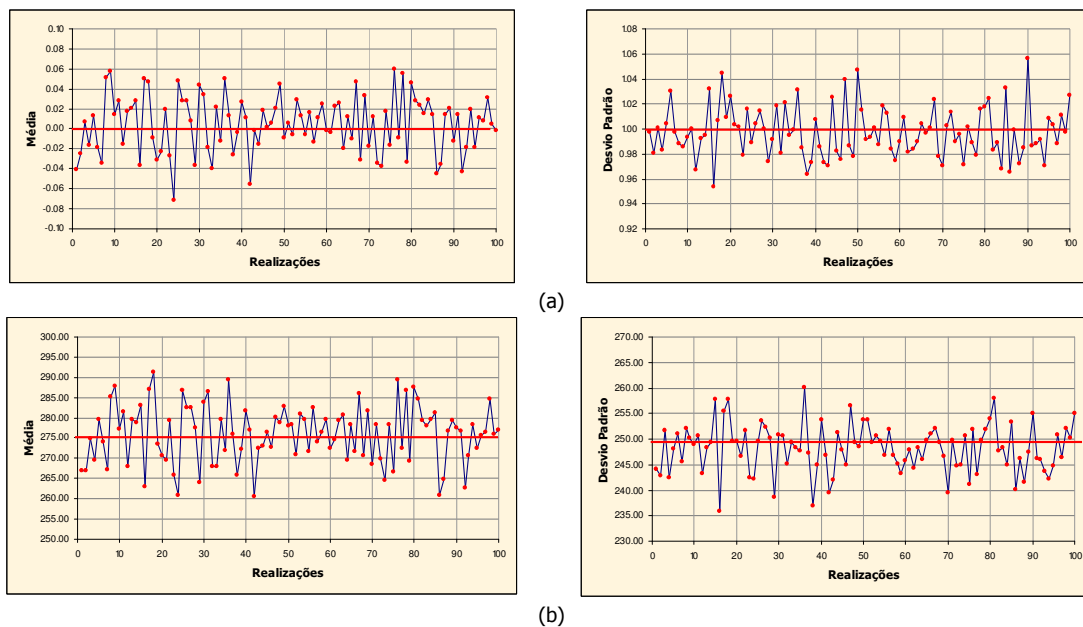 0.10
0.08
0.06
0.04
0.02
0.00
-0.02
-0.04
-0.06
-0.08
-0.10
Média
0 10 20 30 40 50 60 70 80 90 100
Realizações
1.08
1.06
1.04
1.02
1.00
0.98
0.96
0.94
0.92
Desvio Padrão
0 10 20 30 40 50 60 70 80 90 100
Realizações
(a)
300.00
295.00
290.00
285.00
280.00
275.00
270.00
265.00
260.00
255.00
250.00
Média
0 10 20 30 40 50 60 70 80 90 100
Realizações
270.00
265.00
260.00
255.00
250.00
245.00
240.00
235.00
230.00
Desvio Padrão
0 10 20 30 40 50 60 70 80 90 100
Realizações
(b)